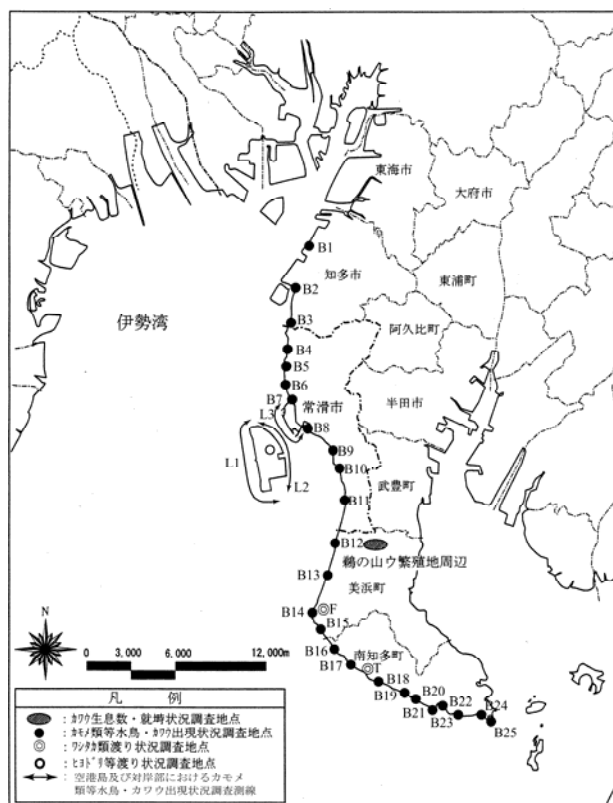 東海市
大府市
B1
知多市
東浦町
B2
伊勢湾
B3
阿久比町
B4
B5
B6
半田市
B7
常滑市
L3
B8
B9
L1
B10
武豊町
L2
B11
B12
鵜の山ウ繁殖地周辺
B13
美浜町
B14
F
B15
N
B16
南知多町
B17
T
B18
0 3,000 6,000 12,000m
B19
B20
B21
B22
B23
B24
B25
凡 例
：カワウ生息数・就塒状況調査地点
：カモメ類等水鳥・カワウ出現状況調査地点
：ワシタカ類渡り状況調査地点
：ヒヨドリ等渡り状況調査地点
：空港島及び対岸部におけるカモメ
類等水鳥・カワウ出現状況調査測線